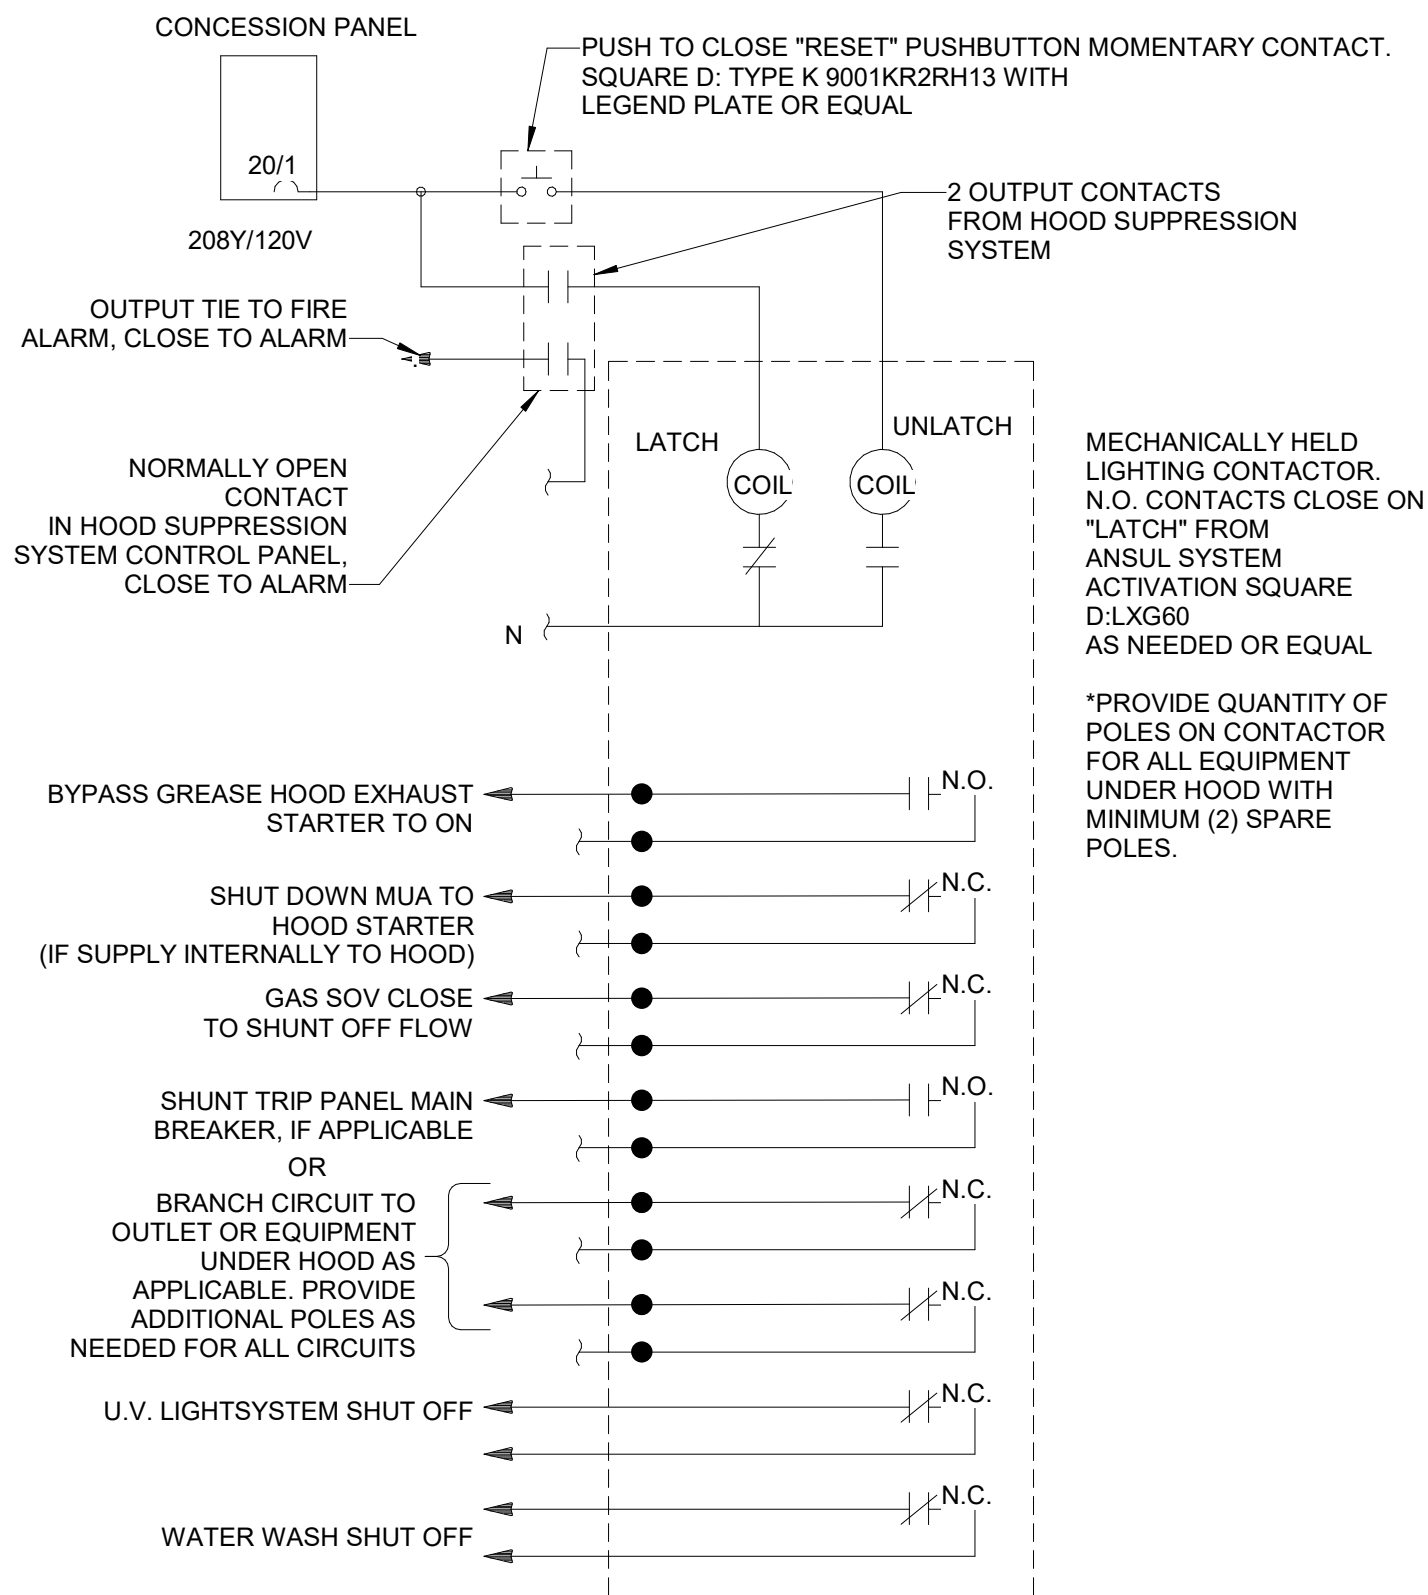 CONCESSION PANEL
20/1
208Y/120V
PUSH TO CLOSE "RESET" PUSHBUTTON MOMENTARY CONTACT.
SQUARE D: TYPE K 9001KR2RH13 WITH
LEGEND PLATE OR EQUAL
2 OUTPUT CONTACTS
FROM HOOD SUPPRESSION
SYSTEM
OUTPUT TIE TO FIRE
ALARM, CLOSE TO ALARM
NORMALLY OPEN
CONTACT
IN HOOD SUPPRESSION
SYSTEM CONTROL PANEL,
CLOSE TO ALARM
LATCH
UNLATCH
COIL
COIL
N
MECHANICALLY HELD
LIGHTING CONTACTOR.
N.O. CONTACTS CLOSE ON
"LATCH" FROM
ANSUL SYSTEM
ACTIVATION SQUARE
D:LXG60
AS NEEDED OR EQUAL
*PROVIDE QUANTITY OF
POLES ON CONTACTOR
FOR ALL EQUIPMENT
UNDER HOOD WITH
MINIMUM (2) SPARE
POLES.
BYPASS GREASE HOOD EXHAUST
STARTER TO ON
N.O.
SHUT DOWN MUA TO
HOOD STARTER
(IF SUPPLY INTERNALLY TO HOOD)
N.C.
GAS SOV CLOSE
TO SHUNT OFF FLOW
N.C.
SHUNT TRIP PANEL MAIN
BREAKER, IF APPLICABLE
N.O.
OR
BRANCH CIRCUIT TO
OUTLET OR EQUIPMENT
UNDER HOOD AS
APPLICABLE. PROVIDE
ADDITIONAL POLES AS
NEEDED FOR ALL CIRCUITS
N.C.
N.C.
U.V. LIGHTSYSTEM SHUT OFF
N.C.
WATER WASH SHUT OFF
N.C.